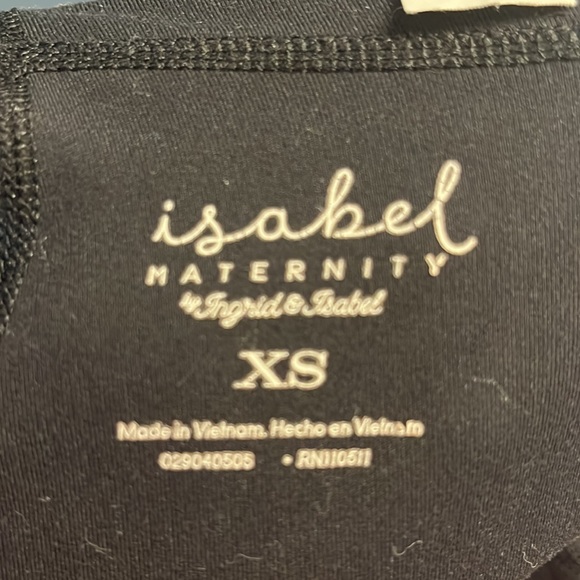 isabel
MATERNITY
by Ingrid & Isabel
XS
Made in Vietnam. Hecho en Vietnam
029040505 • RN110511